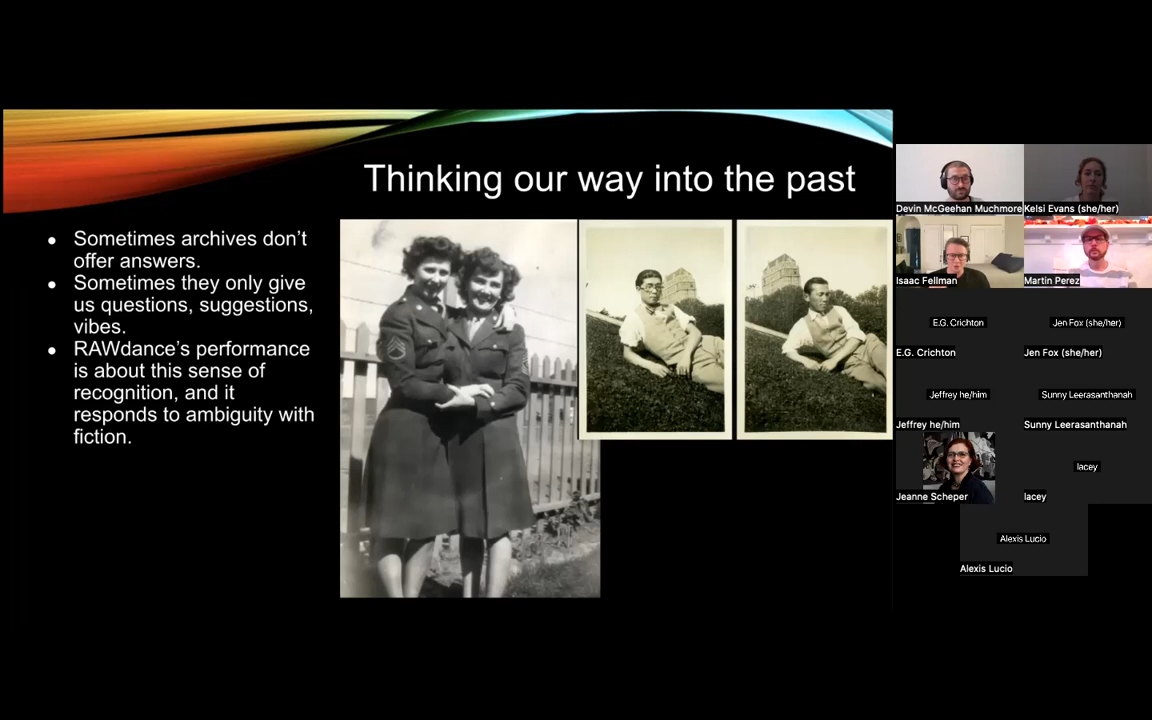 Thinking our way into the past
● Sometimes archives don’t
offer answers.
● Sometimes they only give
us questions, suggestions,
vibes.
● RAWdance’s performance
is about this sense of
recognition, and it
responds to ambiguity with
fiction.
Devin McGeehan Muchmore
Kelsi Evans (she/her)
Isaac Fellman
Martin Perez
E.G. Crichton
Jen Fox (she/her)
E.G. Crichton
Jen Fox (she/her)
Jeffrey he/him
Sunny Leerasanthanah
Jeffrey he/him
Sunny Leerasanthanah
lacey
Jeanne Scheper
lacey
Alexis Lucio
Alexis Lucio